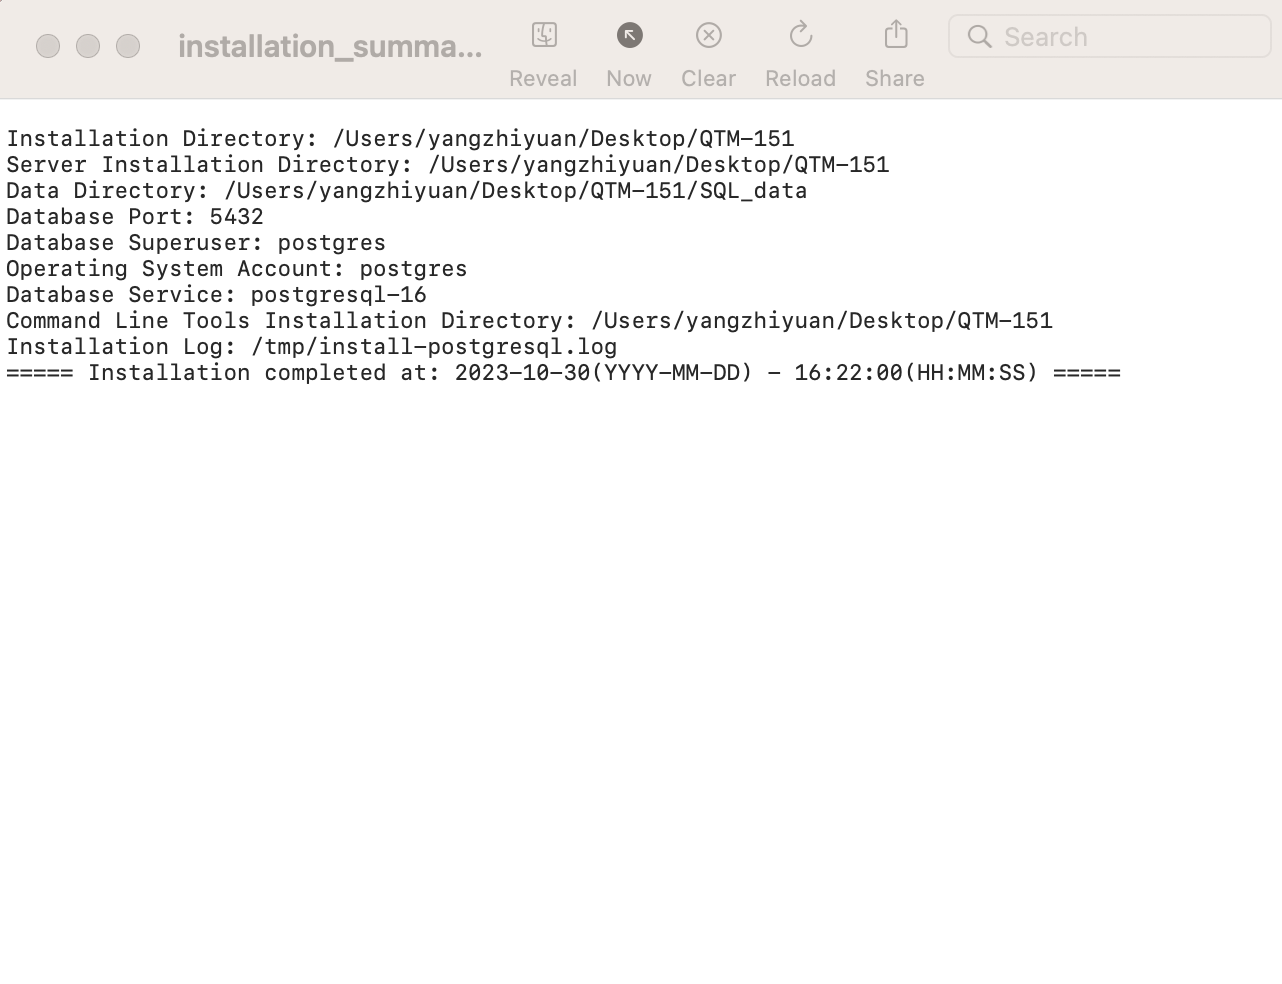 installation_summa...
Reveal
Now
Clear
Reload
Share
Search
Installation Directory: /Users/yangzhiyuan/Desktop/QTM-151
Server Installation Directory: /Users/yangzhiyuan/Desktop/QTM-151
Data Directory: /Users/yangzhiyuan/Desktop/QTM-151/SQL_data
Database Port: 5432
Database Superuser: postgres
Operating System Account: postgres
Database Service: postgresql-16
Command Line Tools Installation Directory: /Users/yangzhiyuan/Desktop/QTM-151
Installation Log: /tmp/install-postgresql.log
===== Installation completed at: 2023-10-30(YYYY-MM-DD) - 16:22:00(HH:MM:SS) =====